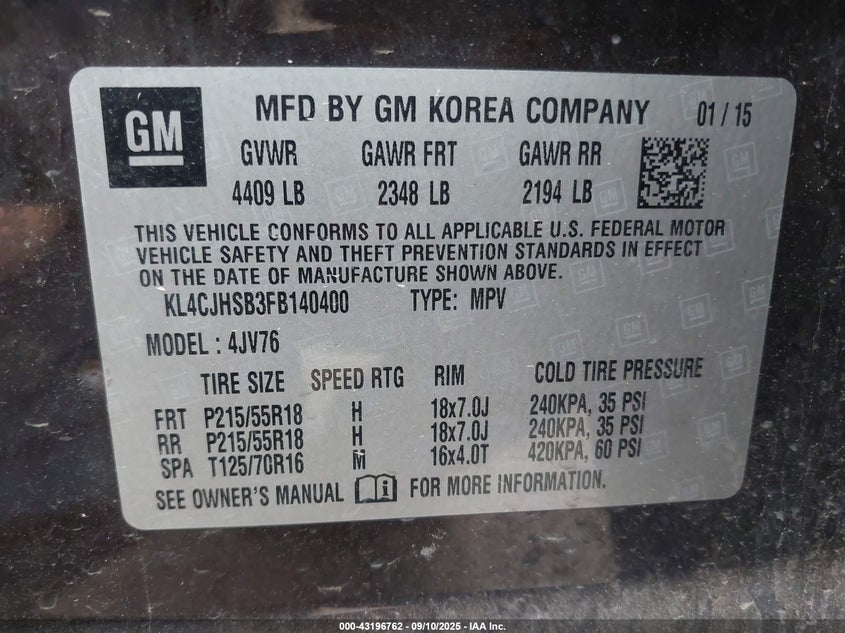 GM
MFD BY GM KOREA COMPANY 01 / 15
GVWR GAWR FRT GAWR RR
4409 LB 2348 LB 2194 LB
THIS VEHICLE CONFORMS TO ALL APPLICABLE U.S. FEDERAL MOTOR
VEHICLE SAFETY AND THEFT PREVENTION STANDARDS IN EFFECT
ON THE DATE OF MANUFACTURE SHOWN ABOVE.
KL4CJHSB3FB140400 TYPE: MPV
MODEL : 4JV76
TIRE SIZE SPEED RTG RIM COLD TIRE PRESSURE
FRT P215/55R18 H 18x7.0J 240KPA, 35 PSI
RR P215/55R18 H 18x7.0J 240KPA, 35 PSI
SPA T125/70R16 M 16x4.0T 420KPA, 60 PSI
SEE OWNER'S MANUAL FOR MORE INFORMATION.
000-43196762 - 09/10/2025 - IAA Inc.